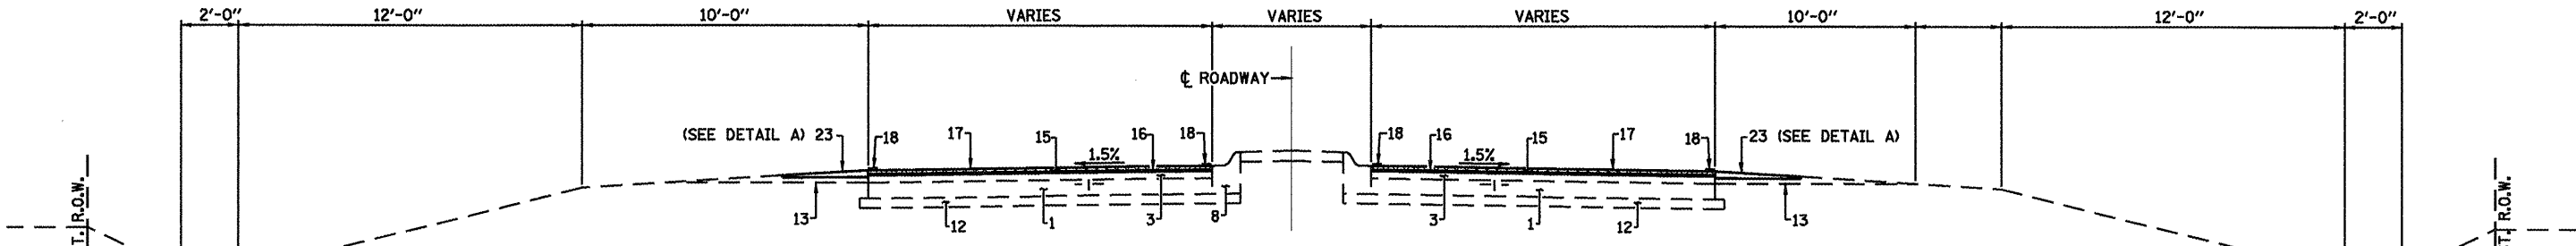 2'-0" 12'-0" 10'-0" VARIES VARIES VARIES 10'-0" 12'-0" 2'-0"
℄ ROADWAY
(SEE DETAIL A) 23 18 17 15 16 18 18 16 15 17 18 23 (SEE DETAIL A)
1.5% 1.5%
13 12 1 3 8 3 1 12 13
T. R.O.W.
T. R.O.W.